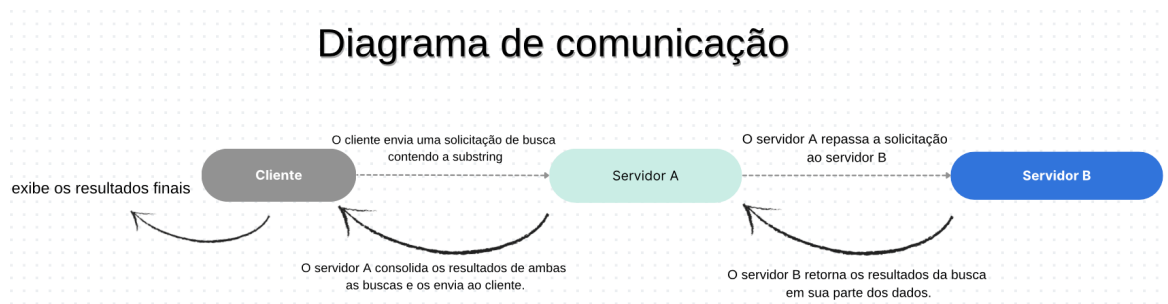 Diagrama de comunicação
O cliente envia uma solicitação de busca
contendo a substring
O servidor A repassa a solicitação
ao servidor B
Cliente
Servidor A
Servidor B
exibe os resultados finais
O servidor A consolida os resultados de ambas
as buscas e os envia ao cliente.
O servidor B retorna os resultados da busca
em sua parte dos dados.